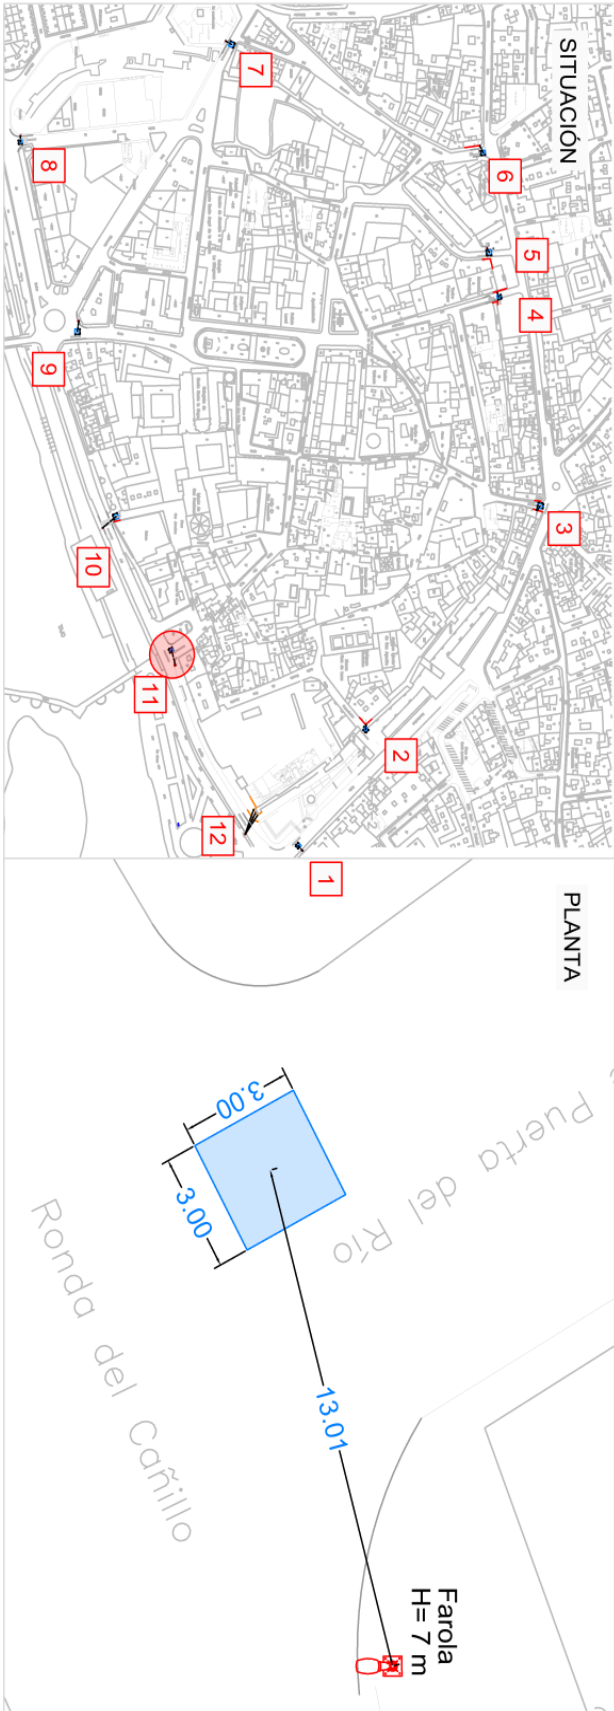 SITUACIÓN
7
8
6
5
4
9
3
10
11
2
12
1
PLANTA
3.00
3.00
Puerta del Río
Ronda del Cañillo
13.01
Farola
H= 7 m